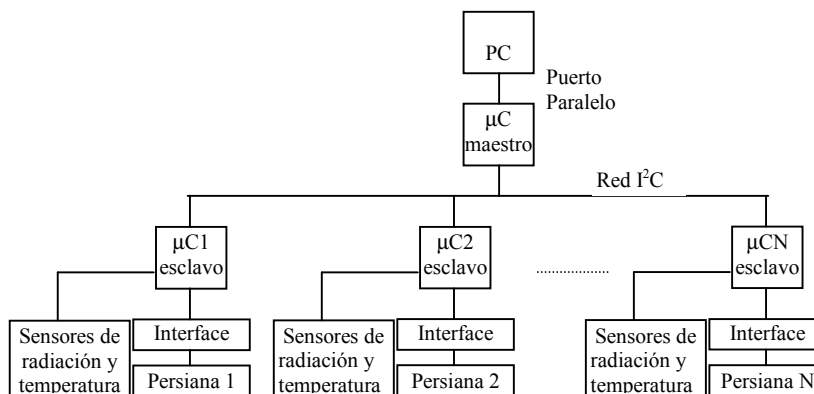 PC
Puerto
Paralelo
μC
maestro
Red I²C
μC1
esclavo
μC2
esclavo
μCN
esclavo
Sensores de
radiación y
temperatura
Interface
Persiana 1
Sensores de
radiación y
temperatura
Interface
Persiana 2
Sensores de
radiación y
temperatura
Interface
Persiana N